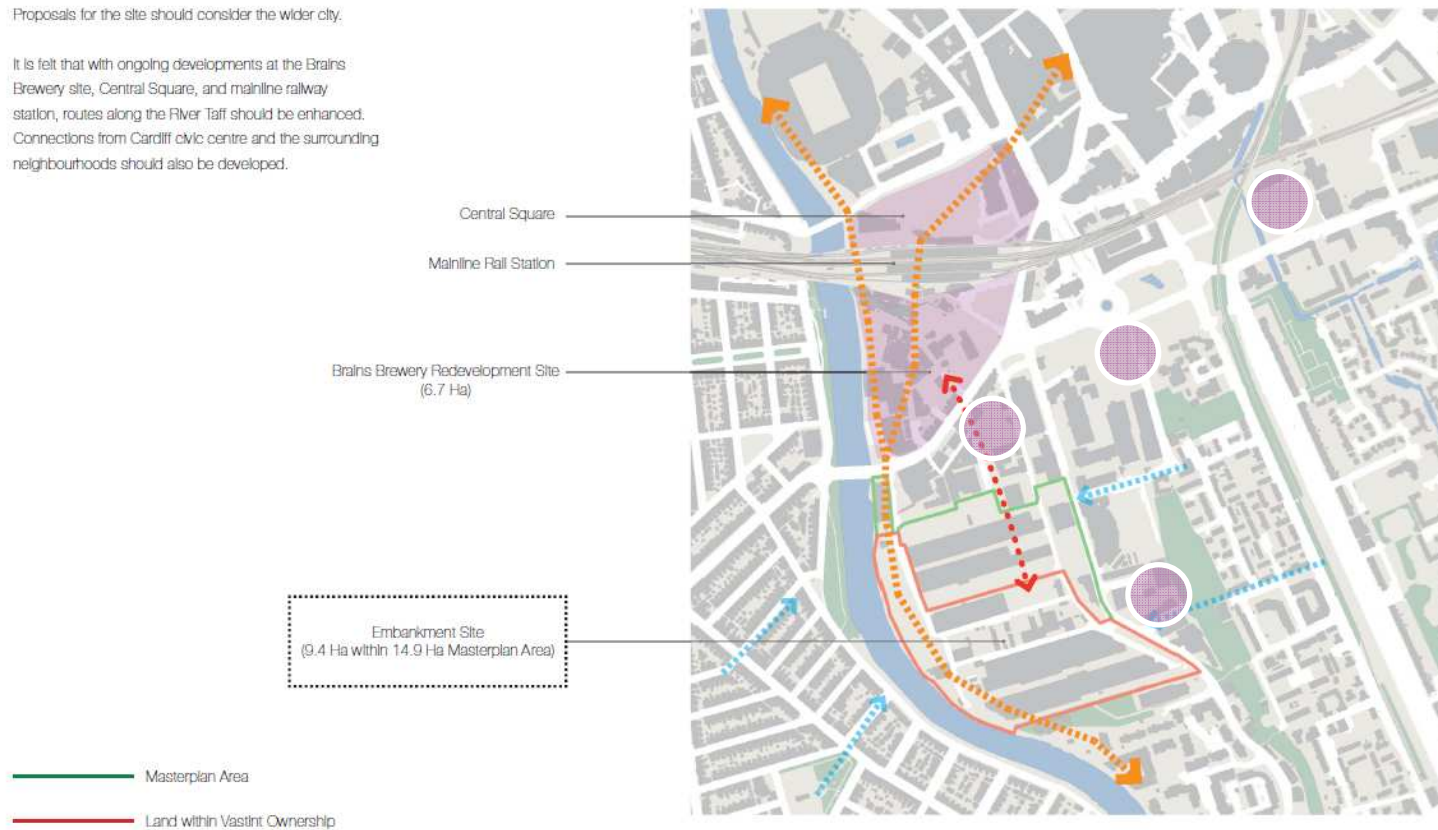 Proposals for the site should consider the wider city.
It is felt that with ongoing developments at the Brains
Brewery site, Central Square, and mainline railway
station, routes along the River Taff should be enhanced.
Connections from Cardiff civic centre and the surrounding
neighbourhoods should also be developed.
Central Square
Mainline Rail Station
Brains Brewery Redevelopment Site
(6.7 Ha)
Embankment Site
(9.4 Ha within 14.9 Ha Masterplan Area)
Masterplan Area
Land within Vastint Ownership